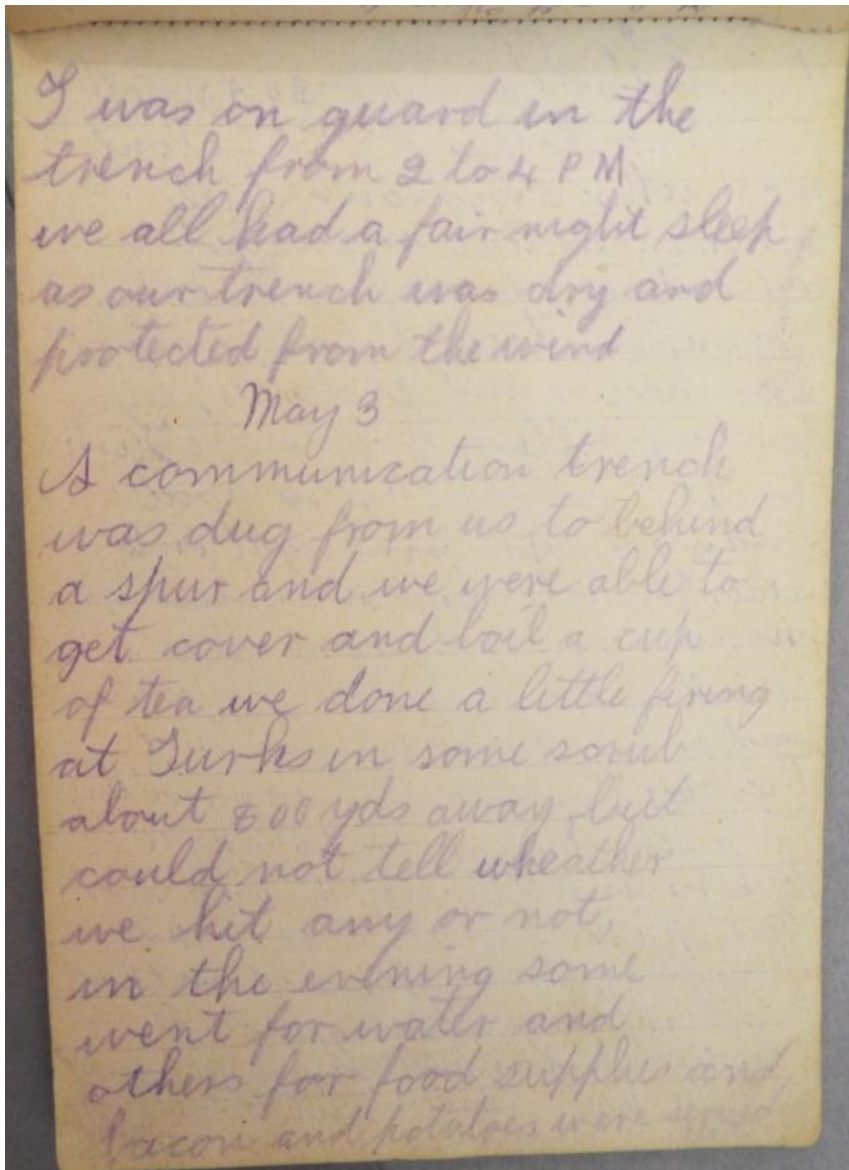 I was on guard in the
trench from 2 to 4 PM
we all had a fair night sleep
as our trench was dry and
protected from the wind
May 3
A communication trench
was dug from us to behind
a spur and we were able to
get cover and boil a cup
of tea we done a little firing
at Turks in some scrub
about 800 yds away but
could not tell wheather
we hit any or not,
in the evening some
went for water and
others for food supplies and
bacon and potatoes were